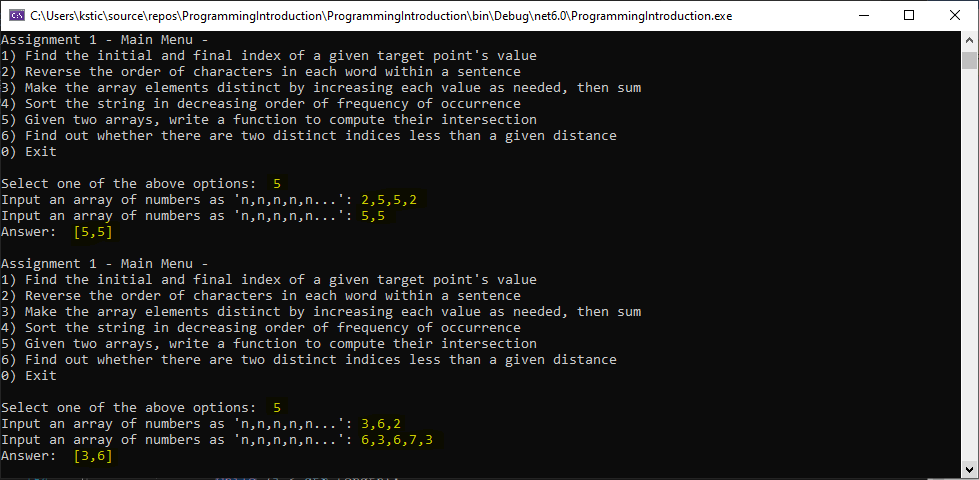 C:\Users\kstic\source\repos\ProgrammingIntroduction\ProgrammingIntroduction\bin\Debug\net6.0\ProgrammingIntroduction.exe
Assignment 1 - Main Menu -
1) Find the initial and final index of a given target point's value
2) Reverse the order of characters in each word within a sentence
3) Make the array elements distinct by increasing each value as needed, then sum
4) Sort the string in decreasing order of frequency of occurrence
5) Given two arrays, write a function to compute their intersection
6) Find out whether there are two distinct indices less than a given distance
0) Exit
Select one of the above options:  5
Input an array of numbers as 'n,n,n,n,n...': 2,5,5,2
Input an array of numbers as 'n,n,n,n,n...': 5,5
Answer:  [5,5]
Assignment 1 - Main Menu -
1) Find the initial and final index of a given target point's value
2) Reverse the order of characters in each word within a sentence
3) Make the array elements distinct by increasing each value as needed, then sum
4) Sort the string in decreasing order of frequency of occurrence
5) Given two arrays, write a function to compute their intersection
6) Find out whether there are two distinct indices less than a given distance
0) Exit
Select one of the above options:  5
Input an array of numbers as 'n,n,n,n,n...': 3,6,2
Input an array of numbers as 'n,n,n,n,n...': 6,3,6,7,3
Answer:  [3,6]